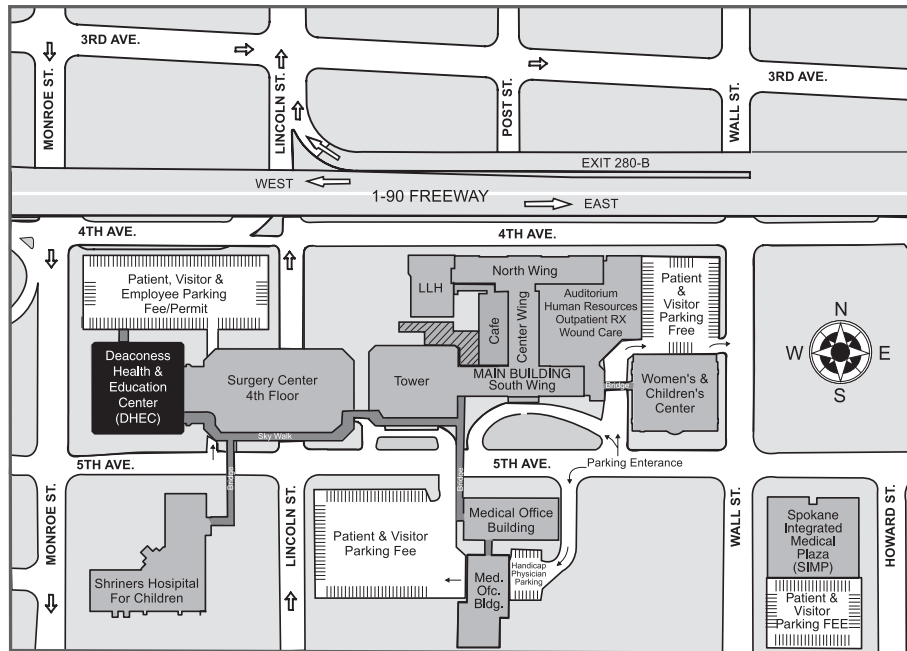 3RD AVE.
3RD AVE.
MONROE ST.
LINCOLN ST.
POST ST.
WALL ST.
EXIT 280-B
WEST
1-90 FREEWAY
EAST
4TH AVE.
4TH AVE.
Patient, Visitor &
Employee Parking
Fee/Permit
LLH
North Wing
Cafe
Center Wing
Auditorium
Human Resources
Outpatient RX
Wound Care
Patient
&
Visitor
Parking
Free
N
W
E
S
Deaconess
Health &
Education
Center
(DHEC)
Surgery Center
4th Floor
Tower
MAIN BUILDING
South Wing
Bridge
Women's &
Children's
Center
Sky Walk
5TH AVE.
5TH AVE.
Parking Enterance
Bridge
Bridge
MONROE ST.
LINCOLN ST.
WALL ST.
HOWARD ST.
Shriners Hospital
For Children
Patient & Visitor
Parking Fee
Medical Office
Building
Handicap
Physician
Parking
Med.
Ofc.
Bldg.
Spokane
Integrated
Medical
Plaza
(SIMP)
Patient &
Visitor
Parking FEE